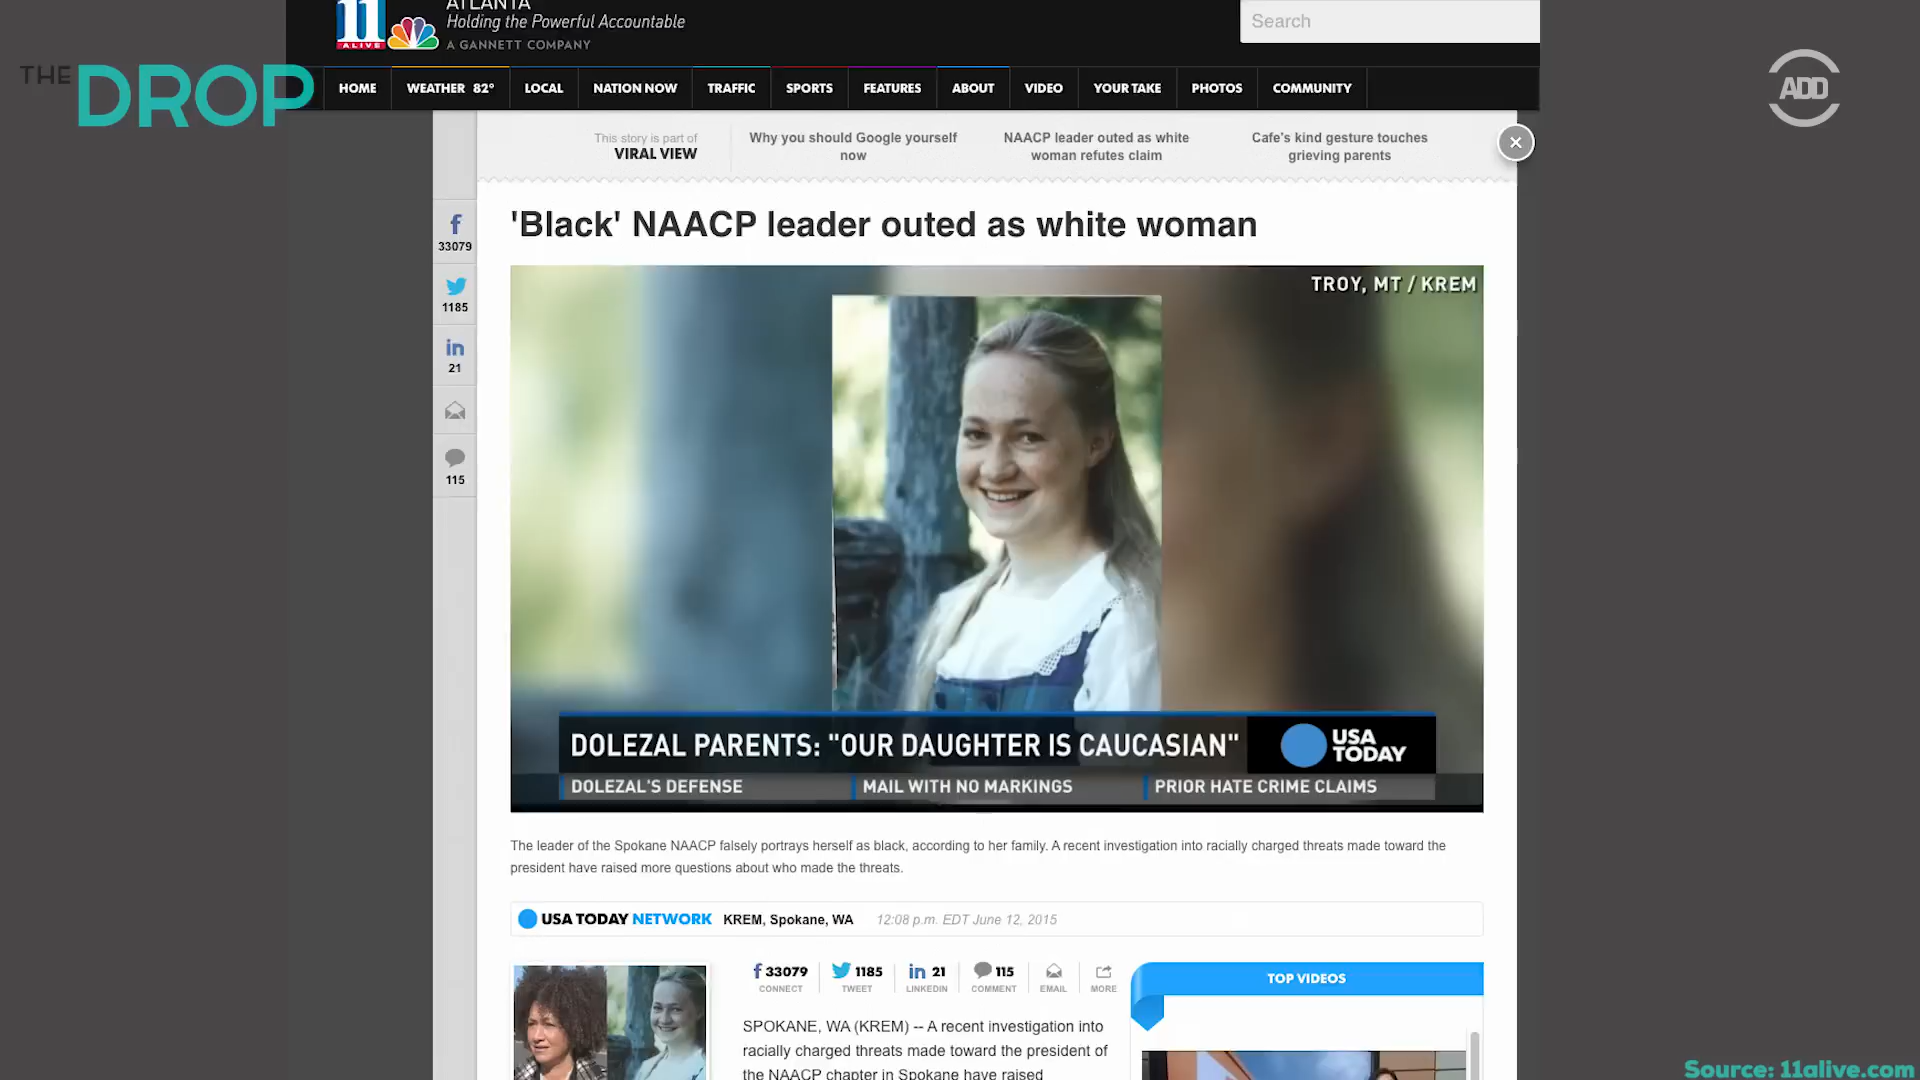 ATLANTA
11
ALIVE
Holding the Powerful Accountable
A GANNETT COMPANY
Search
THE
DROP
ADD
HOME
WEATHER 82°
LOCAL
NATION NOW
TRAFFIC
SPORTS
FEATURES
ABOUT
VIDEO
YOUR TAKE
PHOTOS
COMMUNITY
This story is part of
VIRAL VIEW
Why you should Google yourself
now
NAACP leader outed as white
woman refutes claim
Cafe's kind gesture touches
grieving parents
'Black' NAACP leader outed as white woman
33079
1185
in
21
115
TROY, MT / KREM
DOLEZAL PARENTS: "OUR DAUGHTER IS CAUCASIAN"
USA
TODAY
DOLEZAL'S DEFENSE
MAIL WITH NO MARKINGS
PRIOR HATE CRIME CLAIMS
The leader of the Spokane NAACP falsely portrays herself as black, according to her family. A recent investigation into racially charged threats made toward the
president have raised more questions about who made the threats.
USA TODAY NETWORK KREM, Spokane, WA 12:08 p.m. EDT June 12, 2015
33079
CONNECT
1185
TWEET
in 21
LINKEDIN
115
COMMENT
EMAIL
MORE
TOP VIDEOS
SPOKANE, WA (KREM) -- A recent investigation into
racially charged threats made toward the president of
the NAACP chapter in Spokane have raised
Source: 11alive.com